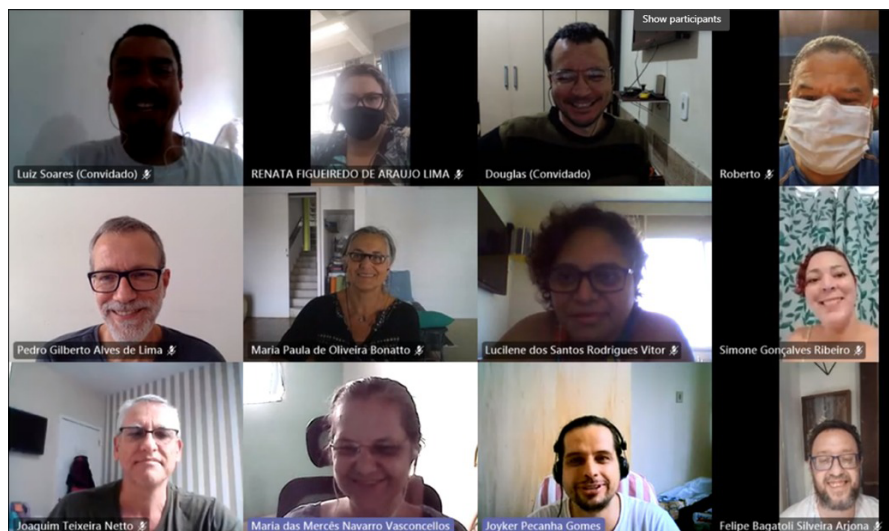 Show participants
Luiz Soares (Convidado)
RENATA FIGUEIREDO DE ARAUJO LIMA
Douglas (Convidado)
Roberto
Pedro Gilberto Alves de Lima
Maria Paula de Oliveira Bonatto
Lucilene dos Santos Rodrigues Vitor
Simone Gonçalves Ribeiro
Joaquim Teixeira Netto
Maria das Mercês Navarro Vasconcellos
Joyker Peçanha Gomes
Felipe Bagatoli Silveira Arjona